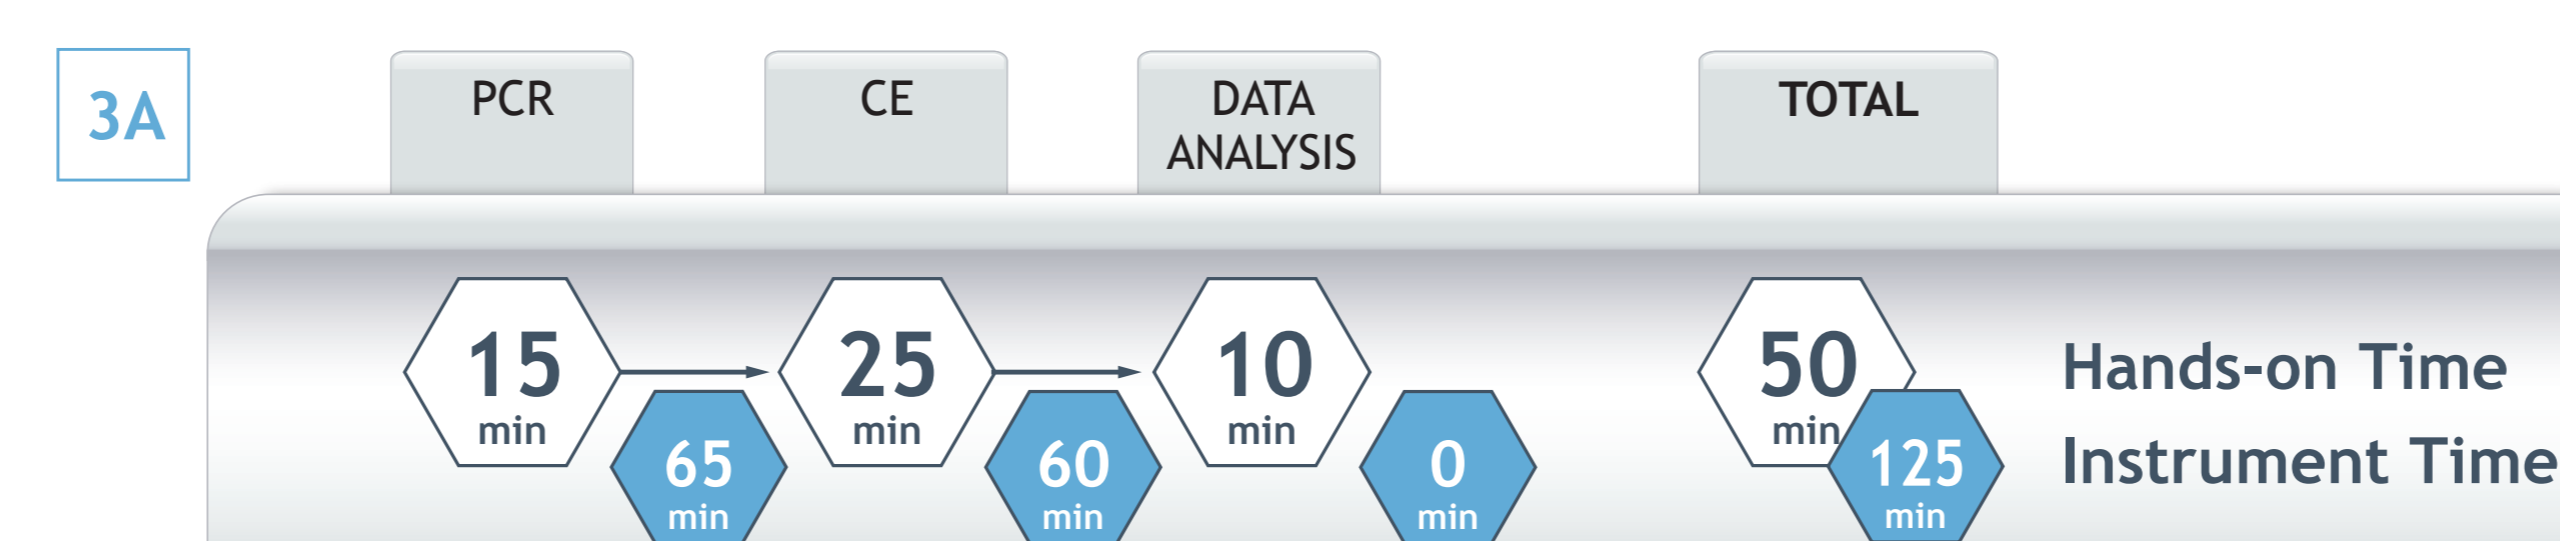 3A
PCR
CE
DATA
ANALYSIS
TOTAL
15
min
25
min
10
min
50
min
Hands-on Time
65
min
60
min
0
min
125
min
Instrument Time